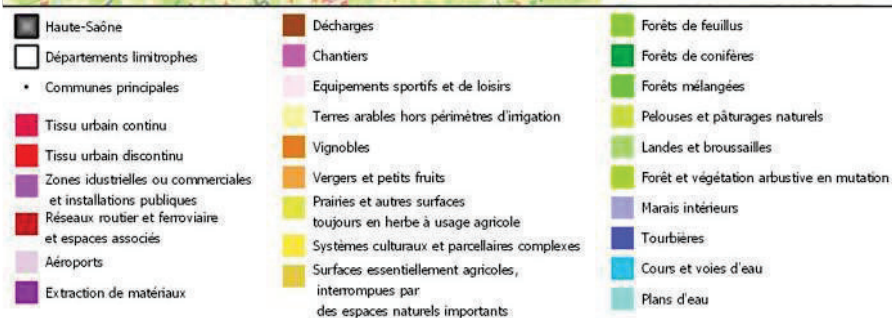 Haute-Saône
Départements limitrophes
Communes principales
Tissu urbain continu
Tissu urbain discontinu
Zones idustrielles ou commerciales
et installations publiques
Réseaux routier et ferroviaire
et espaces associés
Aéroports
Extraction de matériaux
Décharges
Chantiers
Equipements sportifs et de loisirs
Terres arables hors périmètres d'irrigation
Vignobles
Vergers et petits fruits
Prairies et autres surfaces
toujours en herbe à usage agricole
Systèmes culturaux et parcellaires complexes
Surfaces essentiellement agricoles,
interrompues par
des espaces naturels importants
Forêts de feuillus
Forêts de conifères
Forêts mélangées
Pelouses et pâturages naturels
Landes et broussailles
Forêt et végétation arbustive en mutation
Marais intérieurs
Tourbières
Cours et voies d'eau
Plans d'eau